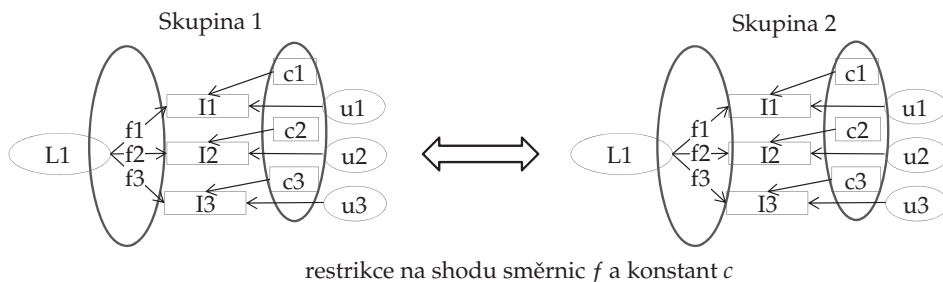 Skupina 1
Skupina 2
c1
I1
u1
f1
L1
f2
I2
c2
u2
f3
c3
I3
u3
c1
I1
u1
f1
L1
f2
I2
c2
u2
f3
c3
I3
u3
restrikce na shodu směrnic f a konstant c